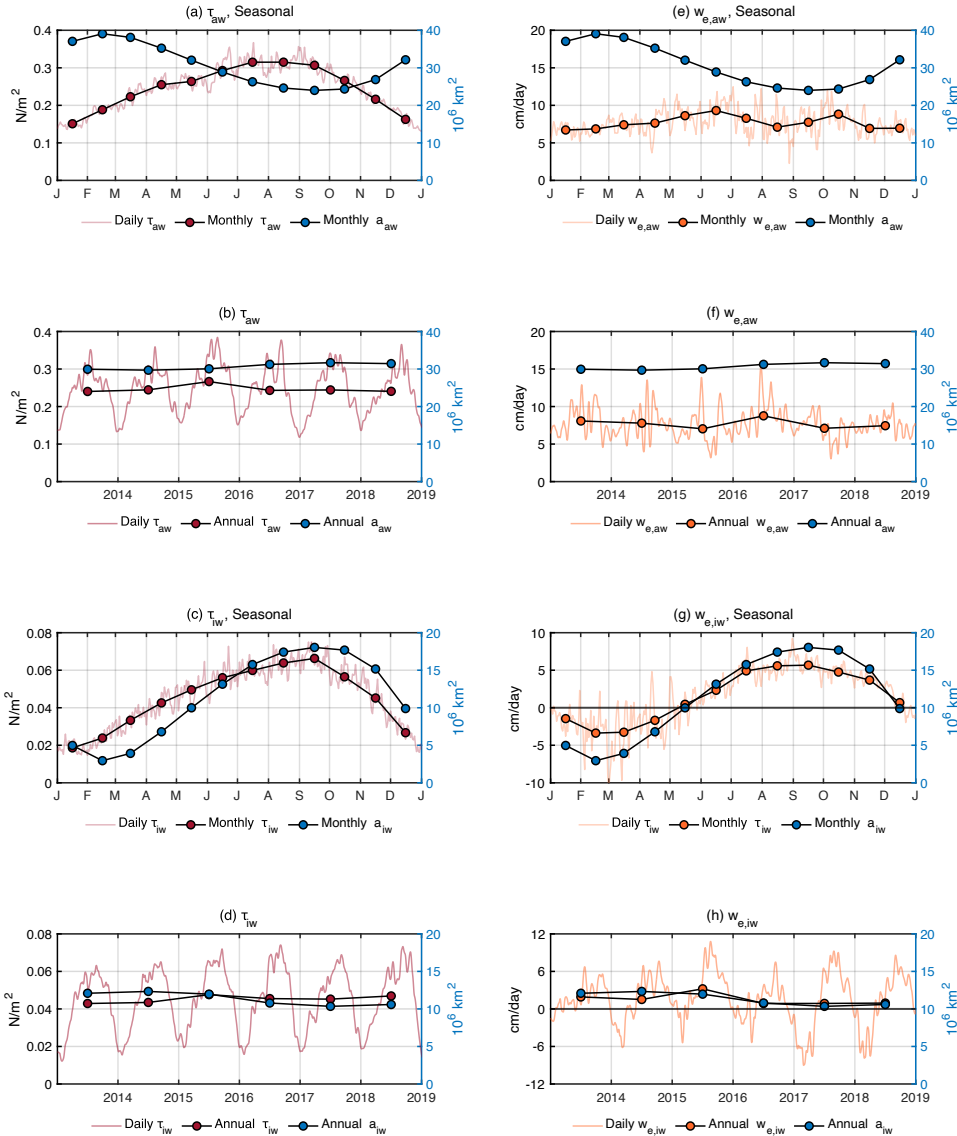 (a) τaw, Seasonal
0.4
0.3
0.2
0.1
0
N/m2
40
30
20
10
0
10^6 km2
J F M A M J J A S O N D J
Daily τaw Monthly τaw Monthly aaw
(e) we,aw, Seasonal
20
15
10
5
0
cm/day
40
30
20
10
0
10^6 km2
J F M A M J J A S O N D J
Daily we,aw Monthly we,aw Monthly aaw
(b) τaw
0.4
0.3
0.2
0.1
N/m2
40
30
20
10
0
10^6 km2
2014 2015 2016 2017 2018 2019
Daily τaw Annual τaw Annual aaw
(f) we,aw
20
15
10
5
cm/day
40
30
20
10
0
10^6 km2
2014 2015 2016 2017 2018 2019
Daily we,aw Annual we,aw Annual aaw
(c) τiw, Seasonal
0.08
0.06
0.04
0.02
0
N/m2
20
15
10
5
0
10^6 km2
J F M A M J J A S O N D J
Daily τiw Monthly τiw Monthly aiw
(g) we,iw, Seasonal
10
5
0
-5
-10
cm/day
20
15
10
5
0
10^6 km2
J F M A M J J A S O N D J
Daily τiw Monthly τiw Monthly aiw
(d) τiw
0.08
0.06
0.04
0.02
0
N/m2
20
15
10
5
0
10^6 km2
2014 2015 2016 2017 2018 2019
Daily τiw Annual τiw Annual aiw
(h) we,iw
12
6
0
-6
-12
cm/day
20
15
10
5
0
10^6 km2
2014 2015 2016 2017 2018 2019
Daily we,iw Annual we,iw Annual aiw